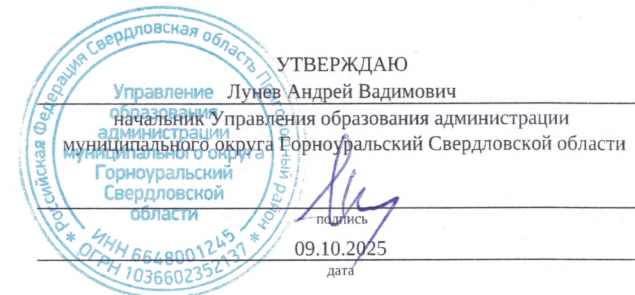 УТВЕРЖДАЮ
Лунев Андрей Вадимович
начальник Управления образования администрации
муниципального округа Горноуральский Свердловской области
подпись
09.10.2025
дата
Российская Федерация Свердловская область Пригородный район
Управление
образования
администрации
муниципального округа
Горноуральский
Свердловской
области
* ИНН 6648001245 *
ОГРН 1036602352137